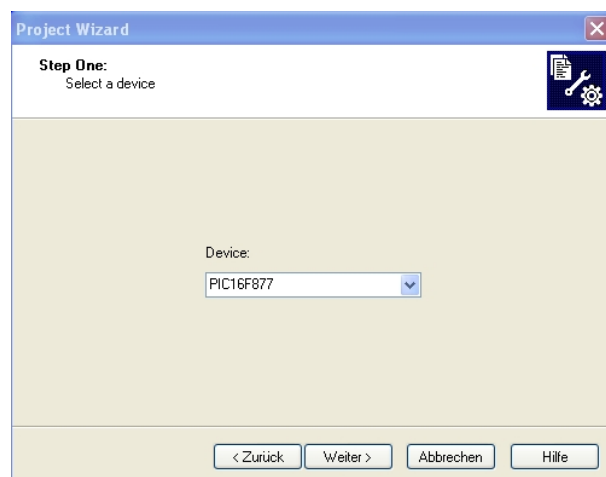 Project Wizard
Step One:
Select a device
Device:
PIC16F877
< Zurück Weiter > Abbrechen Hilfe